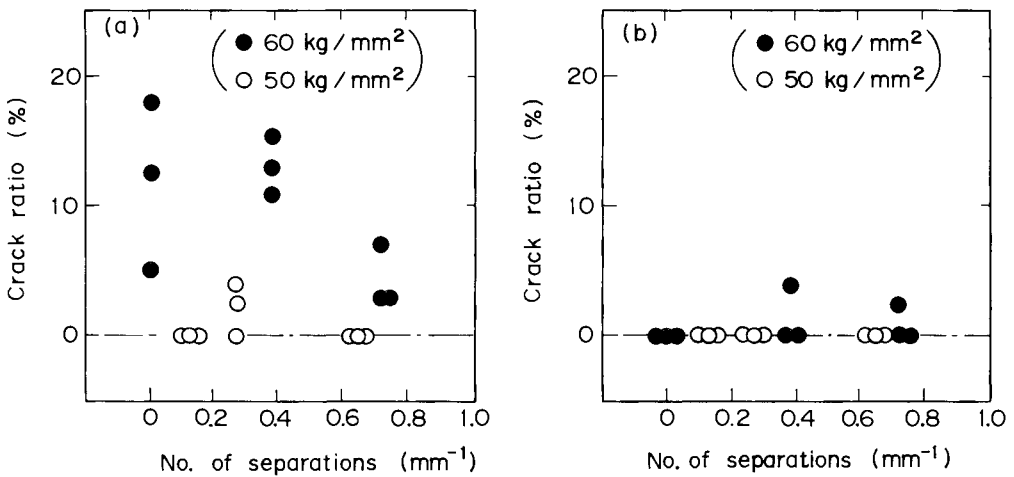 (a)
● 60 kg/mm²
○ 50 kg/mm²
20
10
0
Crack ratio (%)
0 0.2 0.4 0.6 0.8 1.0
No. of separations (mm⁻¹)
(b)
● 60 kg/mm²
○ 50 kg/mm²
20
10
0
Crack ratio (%)
0 0.2 0.4 0.6 0.8 1.0
No. of separations (mm⁻¹)